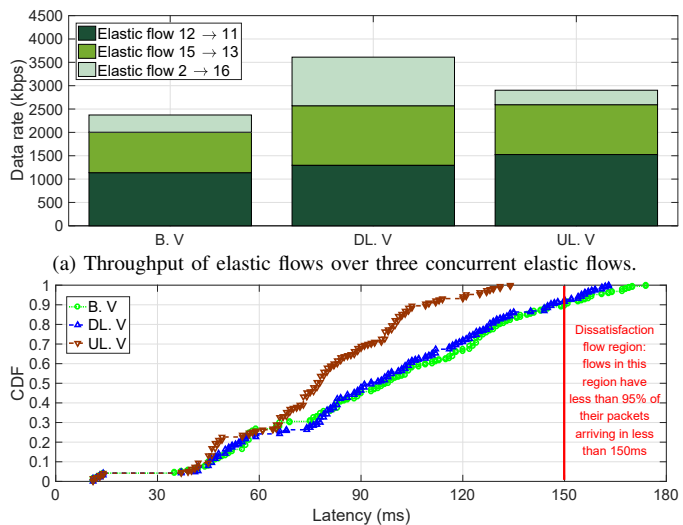 4500
4000
3500
3000
2500
2000
1500
1000
500
0
Data rate (kbps)
Elastic flow 12 → 11
Elastic flow 15 → 13
Elastic flow 2 → 16
B. V
DL. V
UL. V
(a) Throughput of elastic flows over three concurrent elastic flows.
1
0.9
0.8
0.7
0.6
0.5
0.4
0.3
0.2
0.1
0
CDF
B. V
DL. V
UL. V
Dissatisfaction
flow region:
flows in this
region have
less than 95% of
their packets
arriving in less
than 150ms
0 30 60 90 120 150 180
Latency (ms)